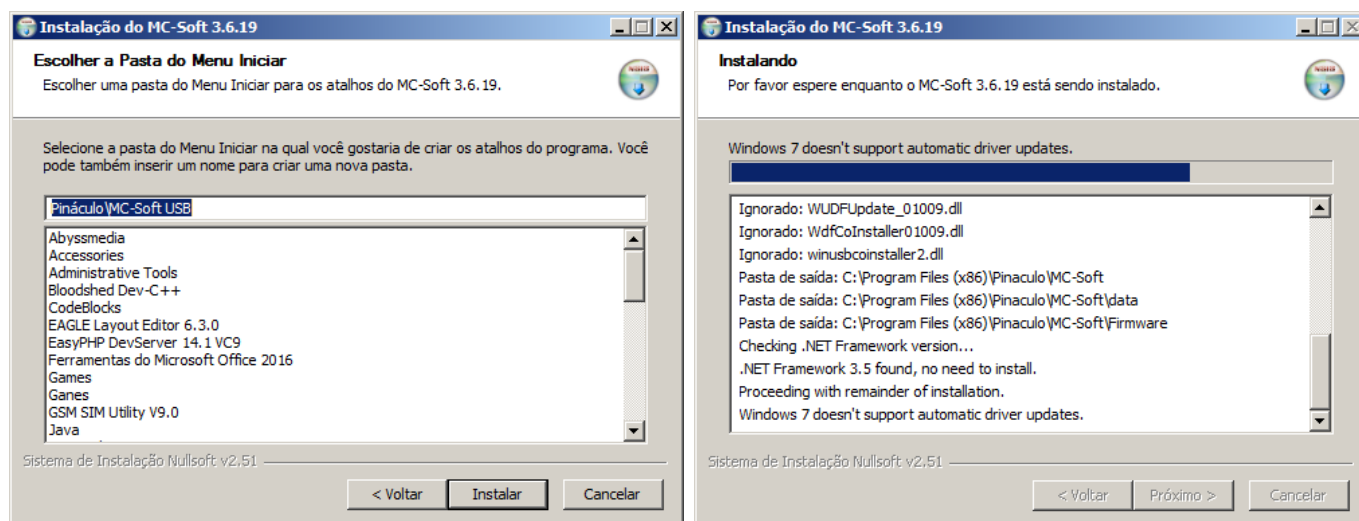 Instalação do MC-Soft 3.6.19
Escolher a Pasta do Menu Iniciar
Escolher uma pasta do Menu Iniciar para os atalhos do MC-Soft 3.6.19.
Selecione a pasta do Menu Iniciar na qual você gostaria de criar os atalhos do programa. Você
pode também inserir um nome para criar uma nova pasta.
Pináculo\MC-Soft USB
Abyssmedia
Accessories
Administrative Tools
Bloodshed Dev-C++
CodeBlocks
EAGLE Layout Editor 6.3.0
EasyPHP DevServer 14.1 VC9
Ferramentas do Microsoft Office 2016
Games
Ganes
GSM SIM Utility V9.0
Java
Sistema de Instalação Nullsoft v2.51
< Voltar
Instalar
Cancelar
Instalação do MC-Soft 3.6.19
Instalando
Por favor espere enquanto o MC-Soft 3.6.19 está sendo instalado.
Windows 7 doesn't support automatic driver updates.
Ignorado: WUDFUpdate_01009.dll
Ignorado: WdfCoInstaller01009.dll
Ignorado: winusbcoinstaller2.dll
Pasta de saída: C:\Program Files (x86)\Pinaculo\MC-Soft
Pasta de saída: C:\Program Files (x86)\Pinaculo\MC-Soft\data
Pasta de saída: C:\Program Files (x86)\Pinaculo\MC-Soft\Firmware
Checking .NET Framework version...
.NET Framework 3.5 found, no need to install.
Proceeding with remainder of installation.
Windows 7 doesn't support automatic driver updates.
Sistema de Instalação Nullsoft v2.51
< Voltar
Próximo >
Cancelar